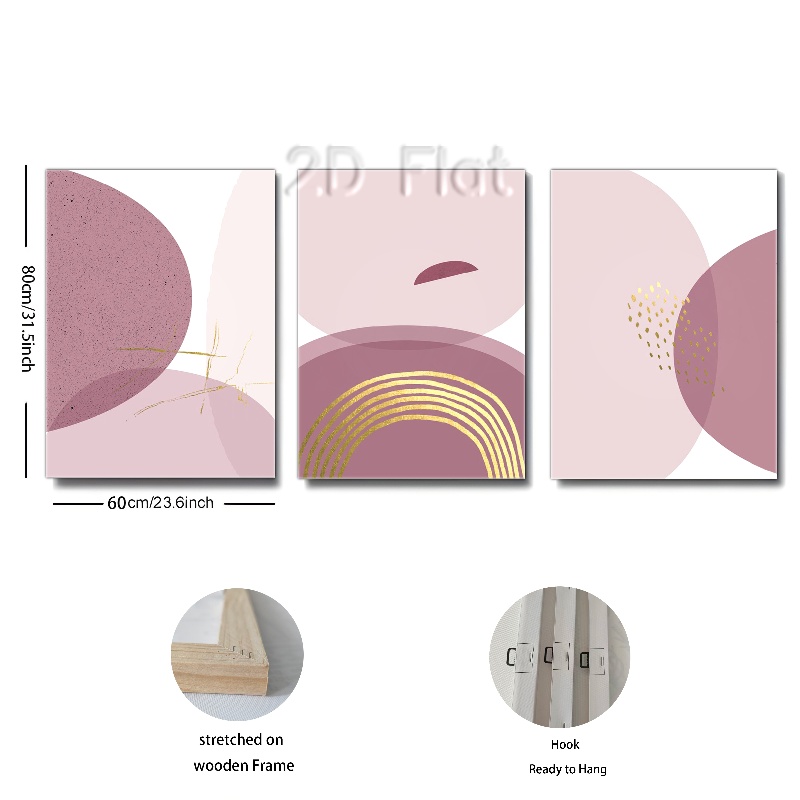 2D Flat
80cm/31.5inch
60cm/23.6inch
stretched on
wooden Frame
Hook
Ready to Hang